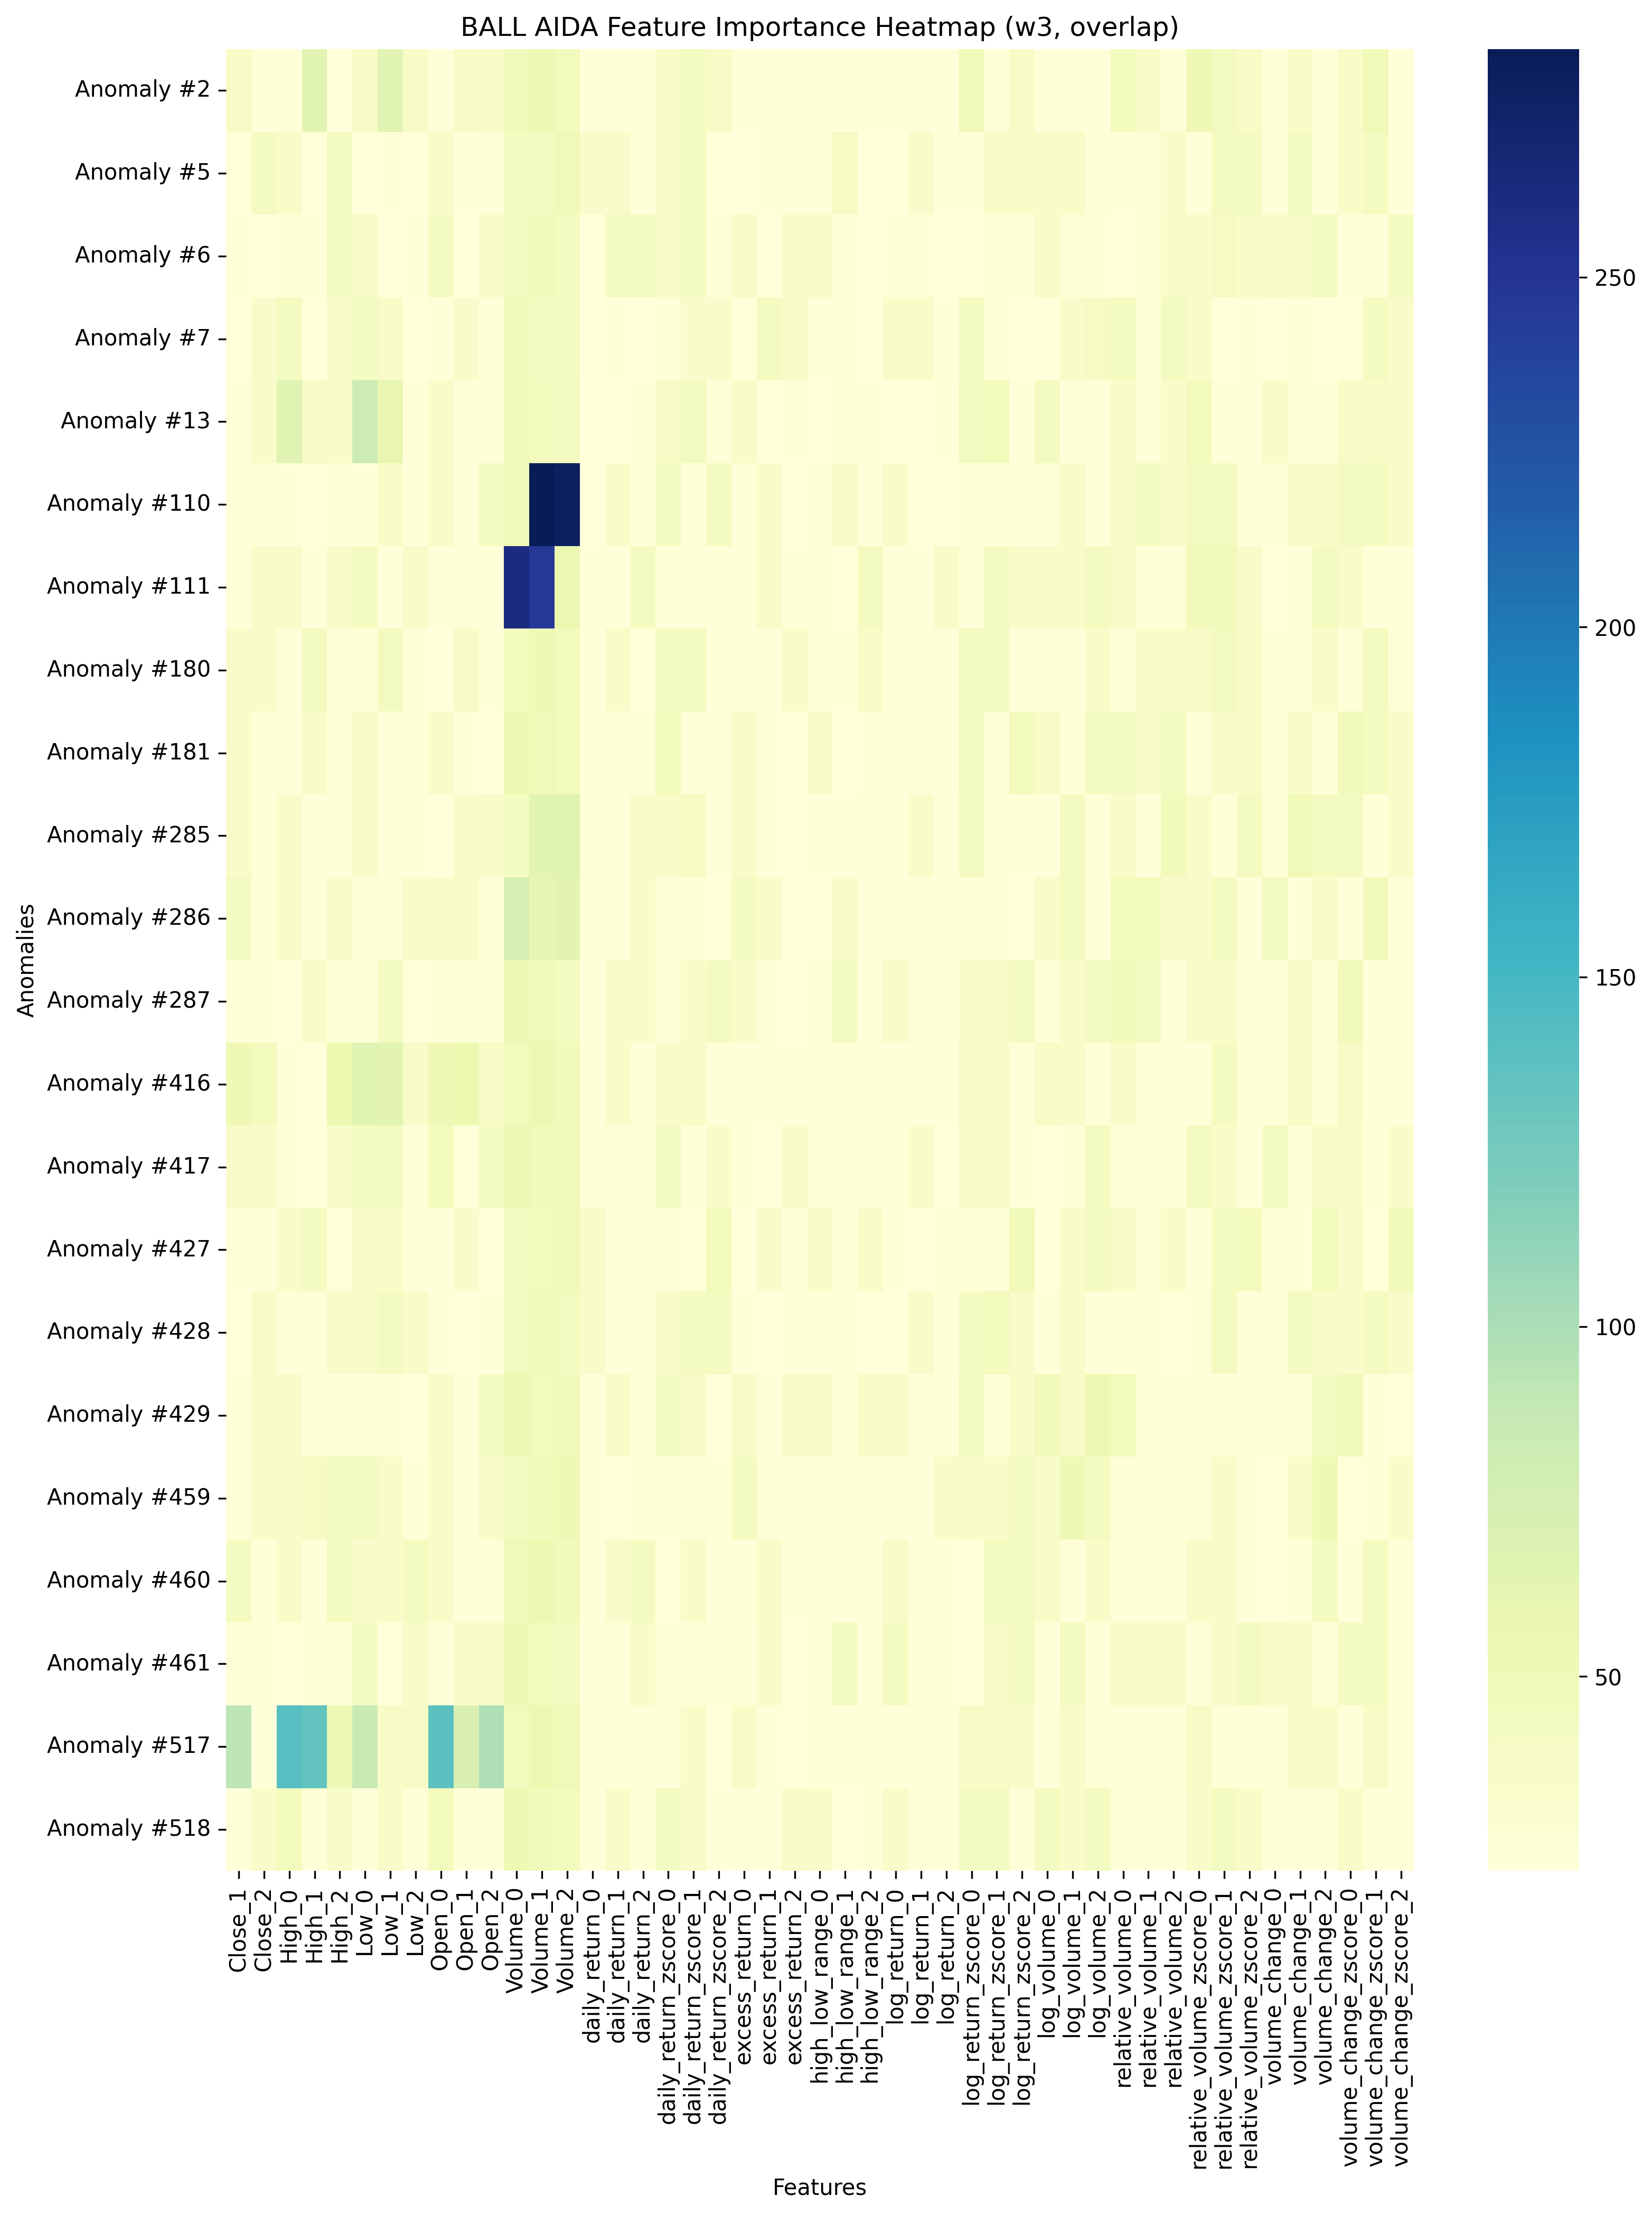 BALL AIDA Feature Importance Heatmap (w3, overlap)
Anomalies
Anomaly #2
Anomaly #5
Anomaly #6
Anomaly #7
Anomaly #13
Anomaly #110
Anomaly #111
Anomaly #180
Anomaly #181
Anomaly #285
Anomaly #286
Anomaly #287
Anomaly #416
Anomaly #417
Anomaly #427
Anomaly #428
Anomaly #429
Anomaly #459
Anomaly #460
Anomaly #461
Anomaly #517
Anomaly #518
250
200
150
100
50
Close_1
Close_2
High_0
High_1
High_2
Low_0
Low_1
Low_2
Open_0
Open_1
Open_2
Volume_0
Volume_1
Volume_2
daily_return_0
daily_return_1
daily_return_2
daily_return_zscore_0
daily_return_zscore_1
daily_return_zscore_2
excess_return_0
excess_return_1
excess_return_2
high_low_range_0
high_low_range_1
high_low_range_2
log_return_0
log_return_1
log_return_2
log_return_zscore_0
log_return_zscore_1
log_return_zscore_2
log_volume_0
log_volume_1
log_volume_2
relative_volume_0
relative_volume_1
relative_volume_2
relative_volume_zscore_0
relative_volume_zscore_1
relative_volume_zscore_2
volume_change_0
volume_change_1
volume_change_2
volume_change_zscore_0
volume_change_zscore_1
volume_change_zscore_2
Features